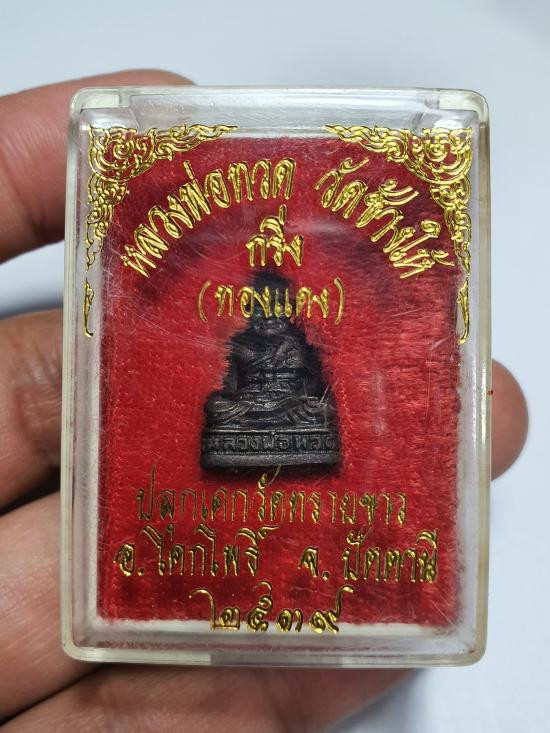 หลวงพ่อทวด วัดช้างให้
กริ่ง
(ทองแดง)
หลวงพ่อทวด
ปลุกเสกวัดทรายขาว
อ.โคกโพธิ์ จ. ปัตตานี
๒๕๓๙